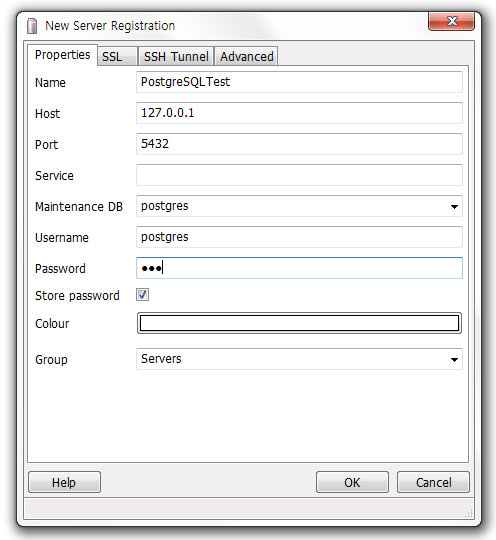 New Server Registration
Properties SSL SSH Tunnel Advanced
Name PostgreSQLTest
Host 127.0.0.1
Port 5432
Service
Maintenance DB postgres
Username postgres
Password ●●●
Store password
Colour
Group Servers
Help OK Cancel